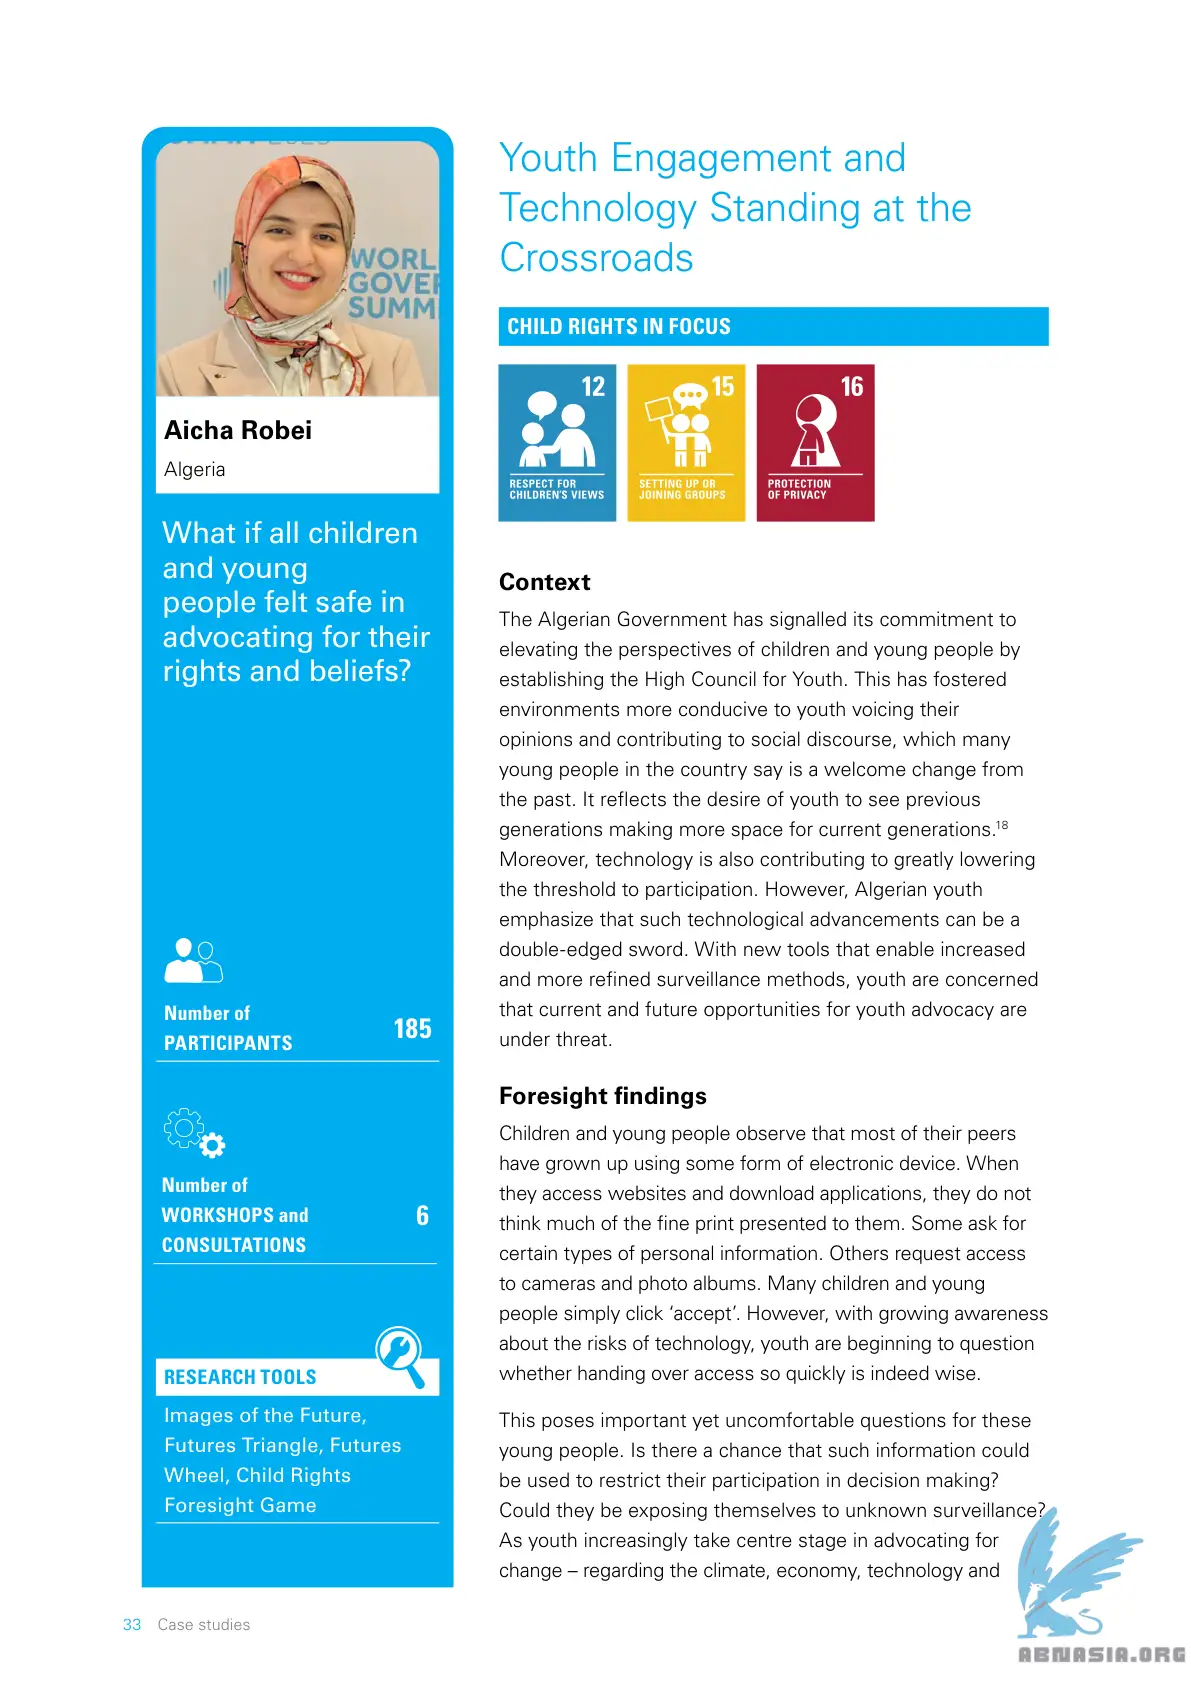 WORL
GOVE
SUMM
Aicha Robei
Algeria
What if all children
and young
people felt safe in
advocating for their
rights and beliefs?
Number of
PARTICIPANTS
185
Number of
WORKSHOPS and
CONSULTATIONS
6
RESEARCH TOOLS
Images of the Future,
Futures Triangle, Futures
Wheel, Child Rights
Foresight Game
Youth Engagement and
Technology Standing at the
Crossroads
CHILD RIGHTS IN FOCUS
12
RESPECT FOR
CHILDREN'S VIEWS
15
SETTING UP OR
JOINING GROUPS
16
PROTECTION
OF PRIVACY
Context
The Algerian Government has signalled its commitment to
elevating the perspectives of children and young people by
establishing the High Council for Youth. This has fostered
environments more conducive to youth voicing their
opinions and contributing to social discourse, which many
young people in the country say is a welcome change from
the past. It reflects the desire of youth to see previous
generations making more space for current generations.18
Moreover, technology is also contributing to greatly lowering
the threshold to participation. However, Algerian youth
emphasize that such technological advancements can be a
double-edged sword. With new tools that enable increased
and more refined surveillance methods, youth are concerned
that current and future opportunities for youth advocacy are
under threat.
Foresight findings
Children and young people observe that most of their peers
have grown up using some form of electronic device. When
they access websites and download applications, they do not
think much of the fine print presented to them. Some ask for
certain types of personal information. Others request access
to cameras and photo albums. Many children and young
people simply click ‘accept’. However, with growing awareness
about the risks of technology, youth are beginning to question
whether handing over access so quickly is indeed wise.
This poses important yet uncomfortable questions for these
young people. Is there a chance that such information could
be used to restrict their participation in decision making?
Could they be exposing themselves to unknown surveillance?
As youth increasingly take centre stage in advocating for
change – regarding the climate, economy, technology and
33 Case studies
ABNASIA.ORG